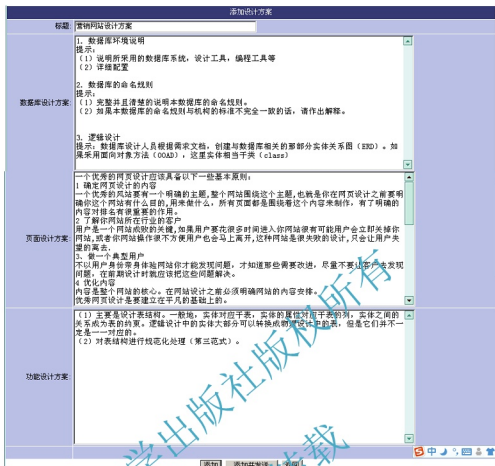 添加设计方案
标题: 营销网站设计方案
数据库设计方案:
1. 数据库环境说明
提示:
(1) 说明所采用的数据库系统, 设计工具, 编程工具等
(2) 详细配置
2. 数据库的命名规则
提示:
(1) 完整并且清楚的说明本数据库的命名规则。
(2) 如果本数据库的命名规则与机构的标准不完全一致的话, 请作出解释。
3. 逻辑设计
提示: 数据库设计人员根据需求文档, 创建与数据库相关的那部分实体关系图 (ERD) 。如
果采用面向对象方法 (OOAD) , 这里实体相当于类 (class)
页面设计方案:
一个优秀的网页设计应该具备以下一些基本原则:
1 确定网页设计的内容
一个优秀的风站要有一个明确的主题,整个网站围绕这个主题,也就是你在网页设计之前要明
确你这个网站有什么目的,用来做什么, 所有页面都是围绕着这个内容来制作, 有了明确的
内容对排名有很重要的作用。
2 了解你网站所在行业的客户
用户是一个网站成败的关键,如果用户要花很多时间进入你网站很有可能用户会立即关掉你
网站,或者你网站操作很不方便用户也会马上离开,这种网站是很失败的设计,只会让用户失
望的离去.
3、做一个典型用户
不以用户身份亲身体验网站你才能发现问题, 才知道那些需要改进, 尽量不要让客户去发现
问题, 在前期设计时就应该把这些问题解决。
4 优化内容
内容是整个网站的核心。在网站设计之前必须明确网站的内容安排。
优秀网页设计是要建立在平凡的基础上的。
功能设计方案:
(1) 主要是设计表结构。一般地, 实体对应于表, 实体的属性对应于表的列, 实体之间的
关系成为表的约束。逻辑设计中的实体大部分可以转换成物理设计中的表, 但是它们并不一
定是一一对应的。
(2) 对表结构进行规范化处理 (第三范式) 。
中
添加
学出版社版权所有